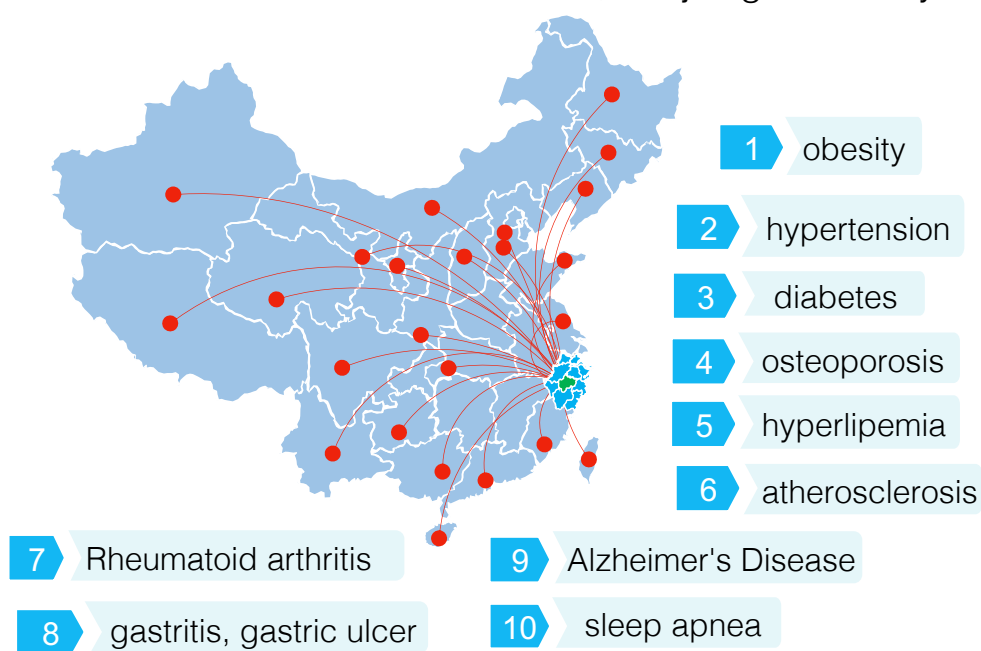 1 obesity
2 hypertension
3 diabetes
4 osteoporosis
5 hyperlipemia
6 atherosclerosis
7 Rheumatoid arthritis
8 gastritis, gastric ulcer
9 Alzheimer's Disease
10 sleep apnea